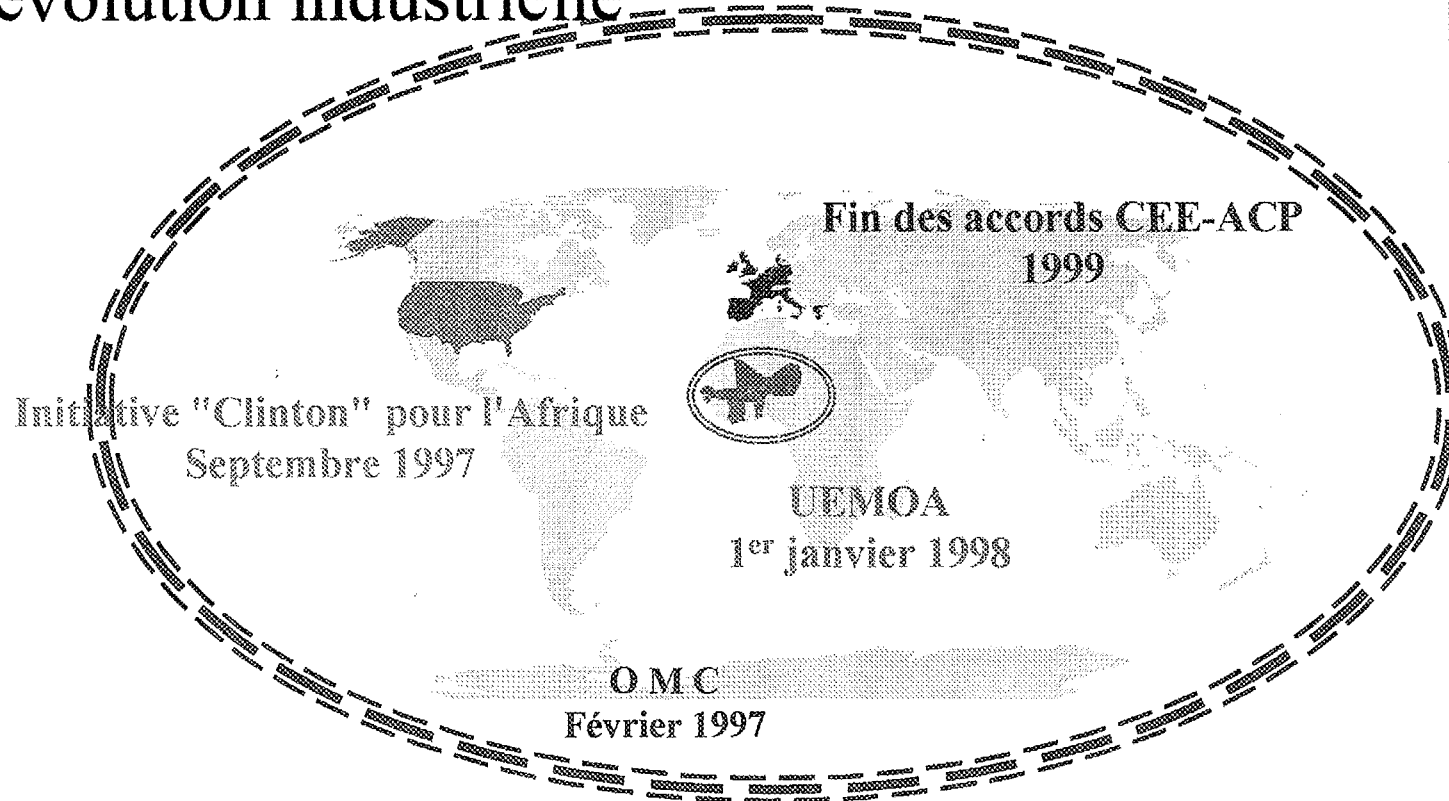 évolution industrielle
Fin des accords CEE-ACP
1999
Initiative "Clinton" pour l'Afrique
Septembre 1997
UEMOA
1er janvier 1998
O M C
Février 1997